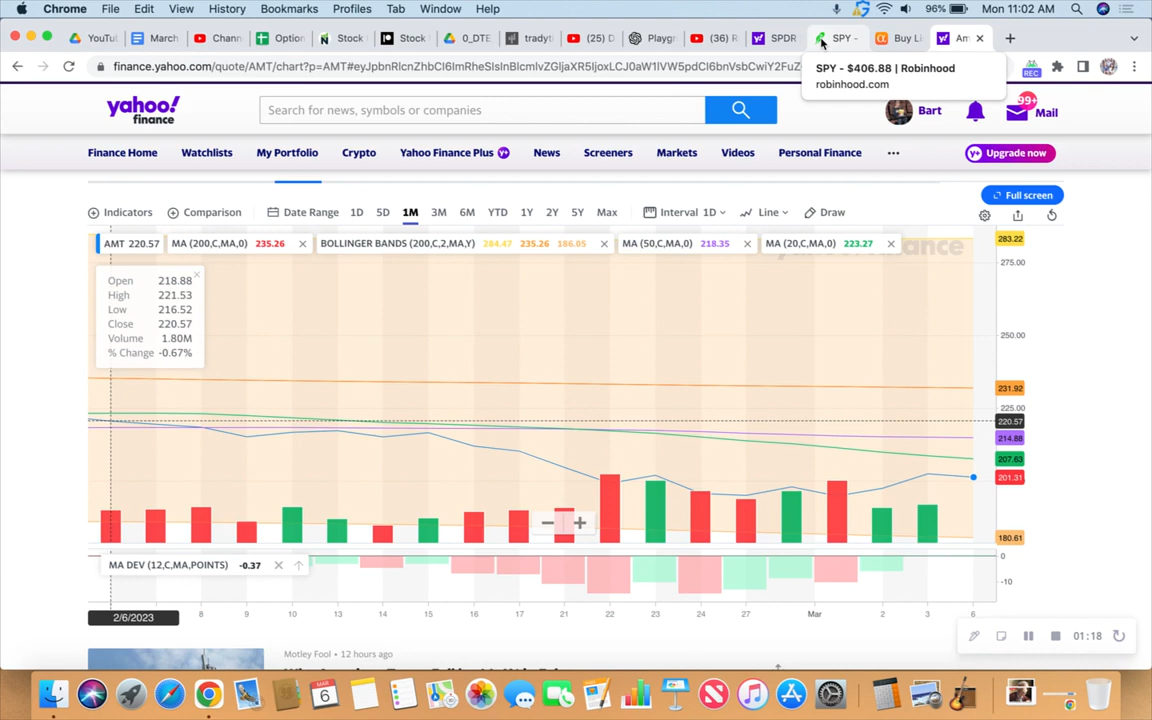 Chrome File Edit View History Bookmarks Profiles Tab Window Help 96% Mon 11:02 AM
YouTu March Chann Option Stock Stock 0_DTE tradyt (25) D Playgr (36) R SPDR SPY - Buy Li Am
finance.yahoo.com/quote/AMT/chart?p=AMT#
REC
SPY - $406.88 | Robinhood
robinhood.com
yahoo!
finance
Search for news, symbols or companies
Bart
99+
Mail
Finance Home Watchlists My Portfolio Crypto Yahoo Finance Plus News Screeners Markets Videos Personal Finance ... Upgrade now
Full screen
Indicators Comparison Date Range 1D 5D 1M 3M 6M YTD 1Y 2Y 5Y Max Interval 1D Line Draw
AMT 220.57 MA (200,C,MA,0) 235.26 BOLLINGER BANDS (200,C,2,MA,Y) 284.47 235.26 186.05 MA (50,C,MA,0) 218.35 MA (20,C,MA,0) 223.27
283.22
275.00
Open 218.88
High 221.53
Low 216.52
Close 220.57
Volume 1.80M
% Change -0.67%
250.00
231.92
225.00
220.57
214.88
207.63
201.31
180.61
MA DEV (12,C,MA,POINTS) -0.37
0
-10
2/6/2023 8 9 10 13 14 15 16 17 21 22 23 24 27 Mar 2 3 6
01:18
Motley Fool • 12 hours ago
MAR
6